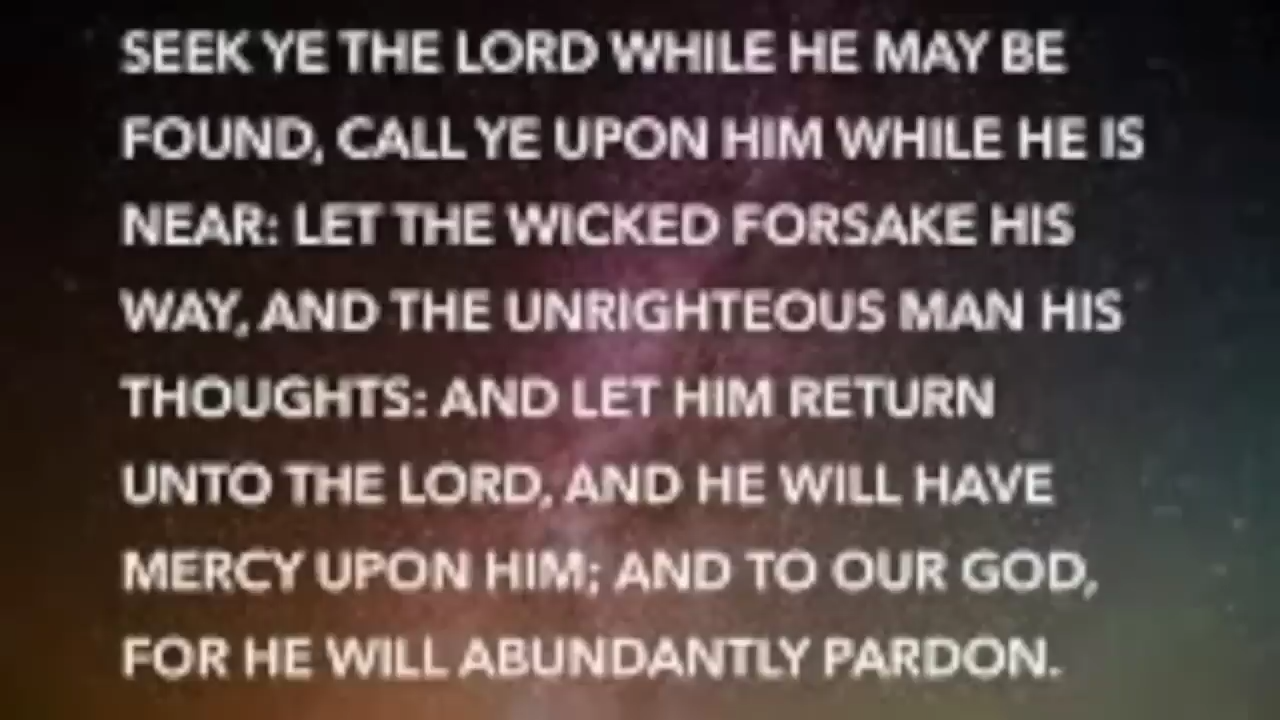 SEEK YE THE LORD WHILE HE MAY BE
FOUND, CALL YE UPON HIM WHILE HE IS
NEAR: LET THE WICKED FORSAKE HIS
WAY, AND THE UNRIGHTEOUS MAN HIS
THOUGHTS: AND LET HIM RETURN
UNTO THE LORD, AND HE WILL HAVE
MERCY UPON HIM; AND TO OUR GOD,
FOR HE WILL ABUNDANTLY PARDON.